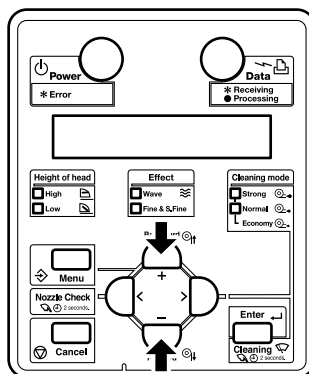 Power
Data
* Error
* Receiving
● Processing
Height of head
High
Low
Effect
Wave
Fine & S.Fine
Cleaning mode
Strong
Normal
Economy
Menu
+
< >
−
Nozzle Check
2 seconds.
Enter
Cancel
Cleaning
2 seconds.